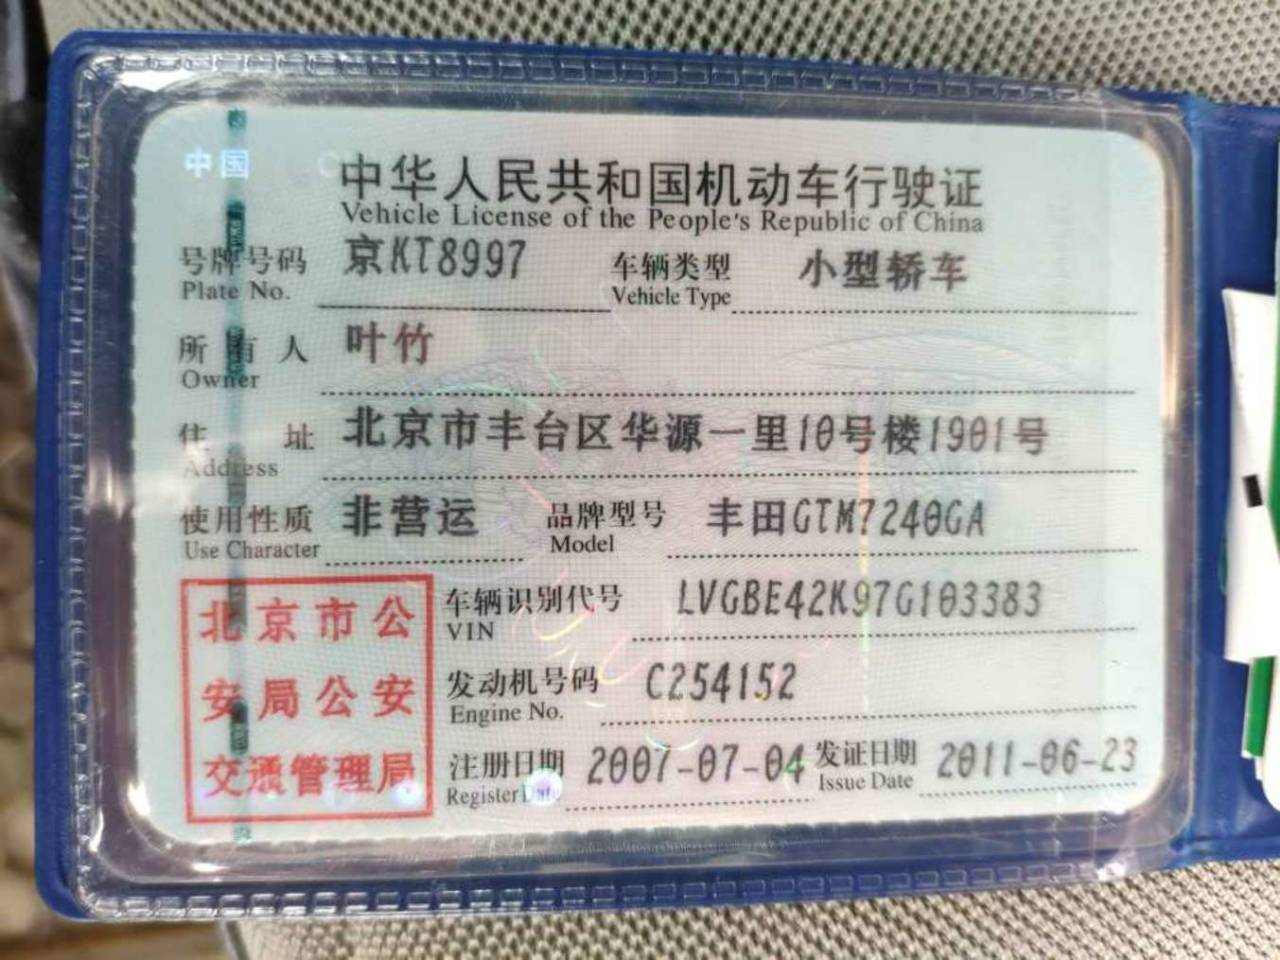 中国
中华人民共和国机动车行驶证
Vehicle License of the People's Republic of China
号牌号码 京KT8997 车辆类型 小型轿车
Plate No. Vehicle Type
所有人 叶竹
Owner
住址 北京市丰台区华源一里10号楼1901号
Address
使用性质 非营运 品牌型号 丰田GTM7240GA
Use Character Model
北京市公
安局公安
交通管理局
车辆识别代号 LVGBE42K97G103383
VIN
发动机号码 C254152
Engine No.
注册日期 2007-07-04 发证日期 2011-06-23
Register Date Issue Date